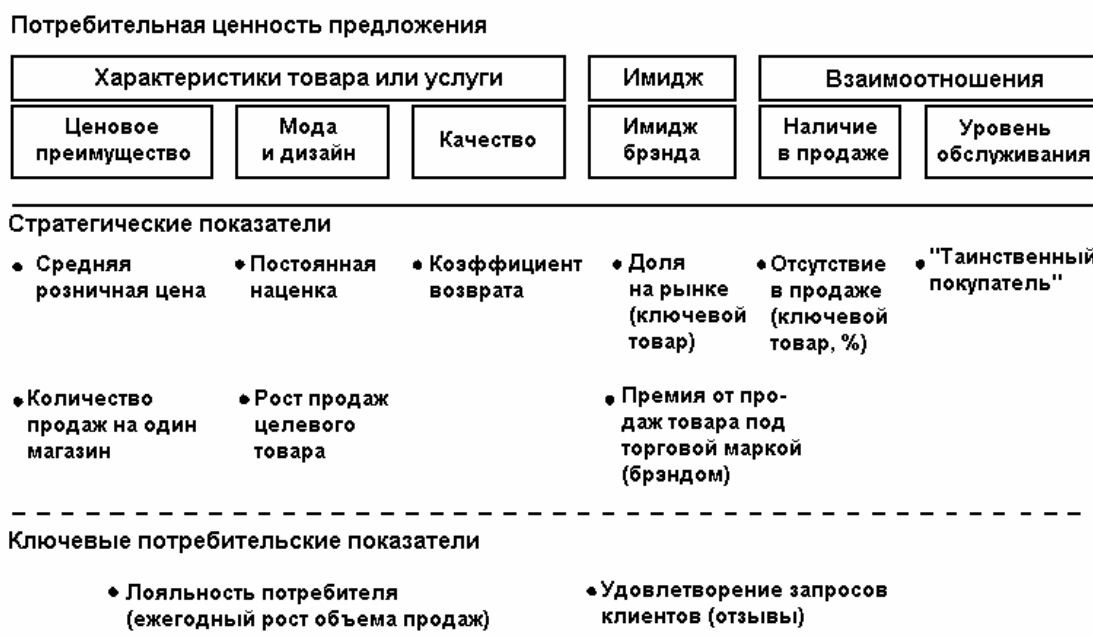 Потребительная ценность предложения
Характеристики товара или услуги
Имидж
Взаимоотношения
Ценовое
преимущество
Мода
и дизайн
Качество
Имидж
брэнда
Наличие
в продаже
Уровень
обслуживания
Стратегические показатели
• Средняя
розничная цена
• Постоянная
наценка
• Коэффициент
возврата
• Доля
на рынке
(ключевой
товар)
• Отсутствие
в продаже
(ключевой
товар, %)
• "Таинственный
покупатель"
• Количество
продаж на один
магазин
• Рост продаж
целевого
товара
• Премия от про-
даж товара под
торговой маркой
(брэндом)
Ключевые потребительские показатели
• Лояльность потребителя
(ежегодный рост объема продаж)
• Удовлетворение запросов
клиентов (отзывы)